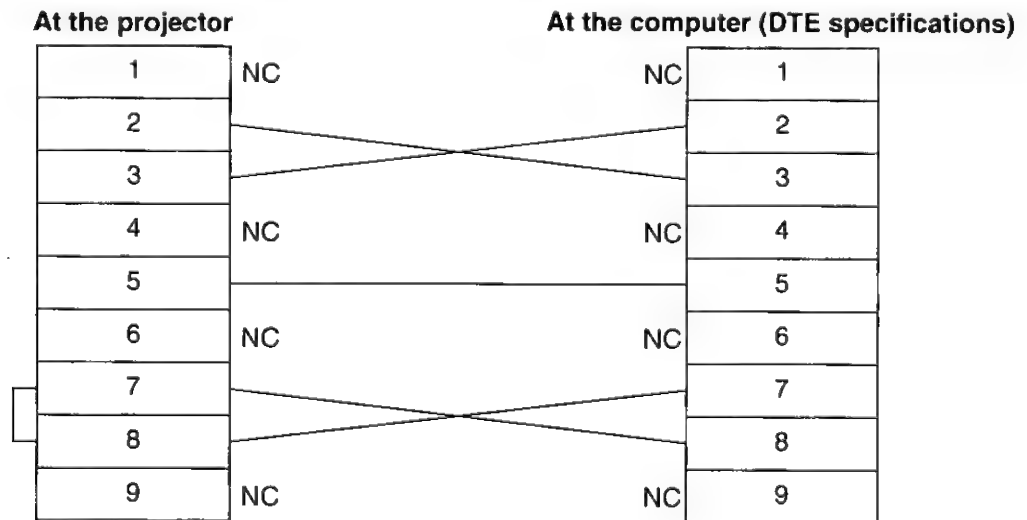 At the projector At the computer (DTE specifications)
1 NC NC 1
2 2
3 3
4 NC NC 4
5 5
6 NC NC 6
7 7
8 8
9 NC NC 9